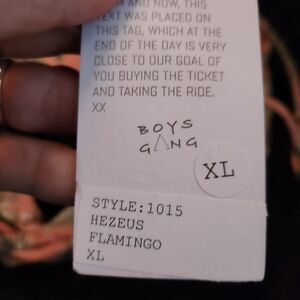 AND NOW, THIS
TEXT WAS PLACED ON
THIS TAG, WHICH AT THE
END OF THE DAY IS VERY
CLOSE TO OUR GOAL OF
YOU BUYING THE TICKET
AND TAKING THE RIDE.
XX
BOYS
GANG
XL
STYLE:1015
HEZEUS
FLAMINGO
XL